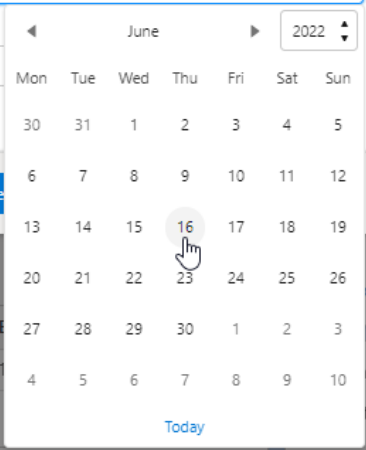 June 2022
Mon Tue Wed Thu Fri Sat Sun
30 31 1 2 3 4 5
6 7 8 9 10 11 12
13 14 15 16 17 18 19
20 21 22 23 24 25 26
27 28 29 30 1 2 3
4 5 6 7 8 9 10
Today